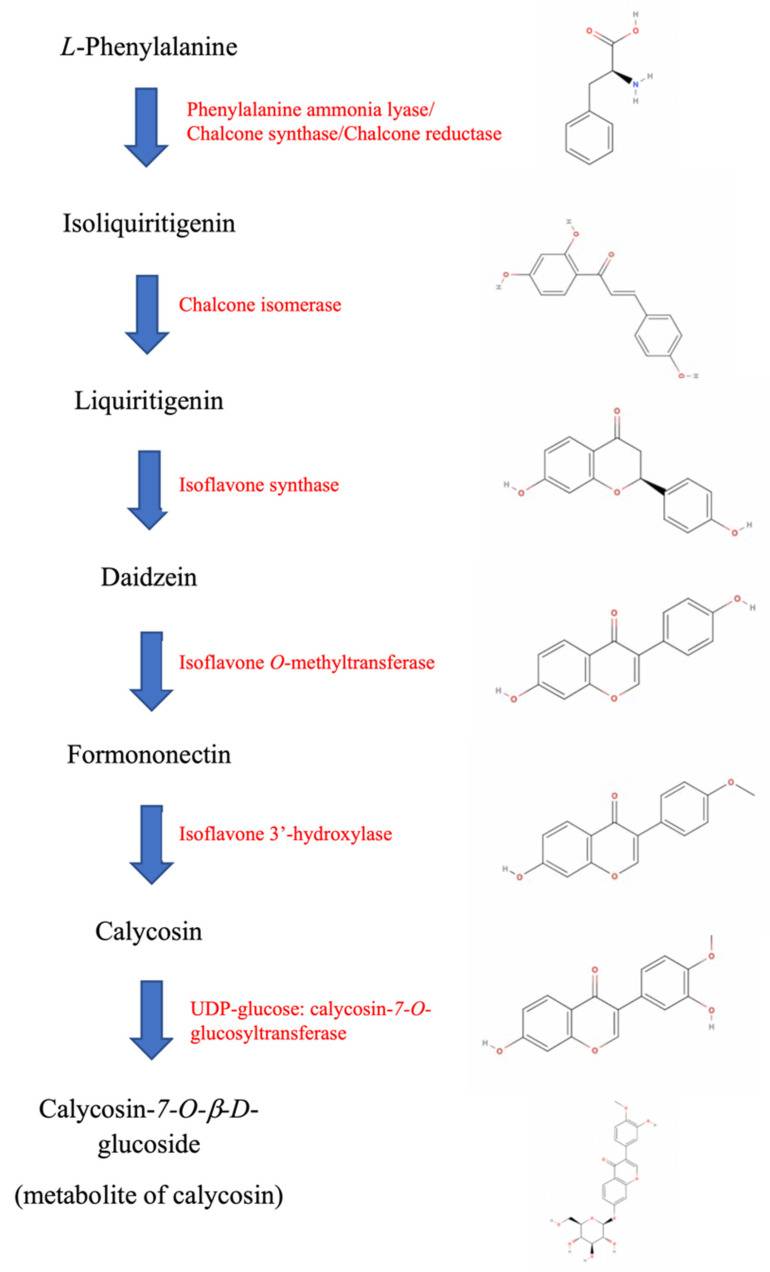 L-Phenylalanine
Phenylalanine ammonia lyase/
Chalcone synthase/Chalcone reductase
Isoliquiritigenin
Chalcone isomerase
Liquiritigenin
Isoflavone synthase
Daidzein
Isoflavone O-methyltransferase
Formononectin
Isoflavone 3’-hydroxylase
Calycosin
UDP-glucose: calycosin-7-O-
glucosyltransferase
Calycosin-7-O-β-D-
glucoside
(metabolite of calycosin)